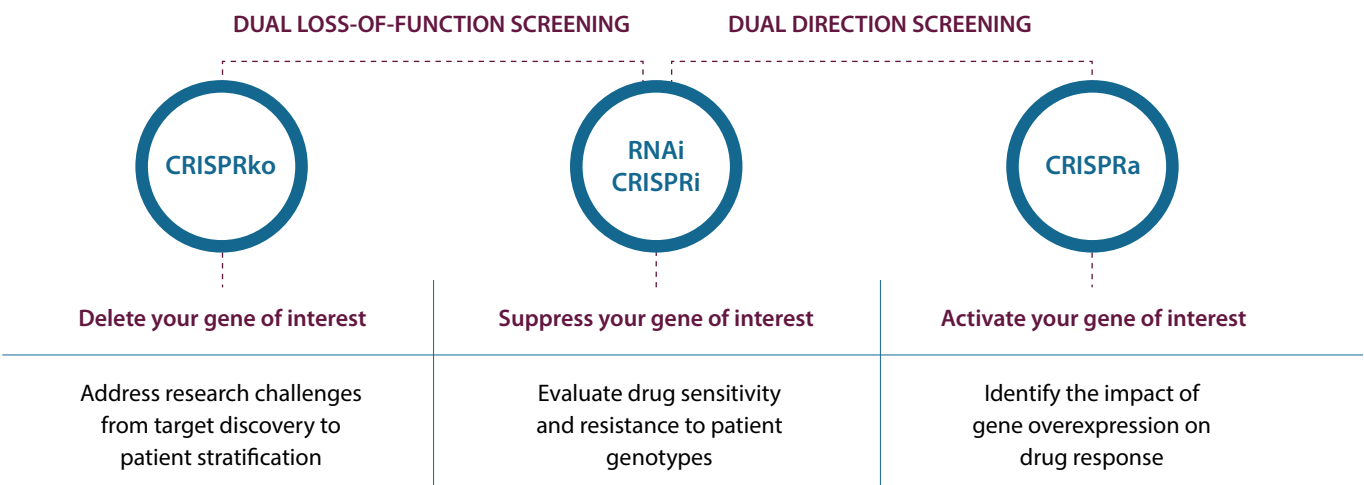 DUAL LOSS-OF-FUNCTION SCREENING
DUAL DIRECTION SCREENING
CRISPRko
RNAi
CRISPRi
CRISPRa
Delete your gene of interest
Suppress your gene of interest
Activate your gene of interest
Address research challenges
from target discovery to
patient stratification
Evaluate drug sensitivity
and resistance to patient
genotypes
Identify the impact of
gene overexpression on
drug response